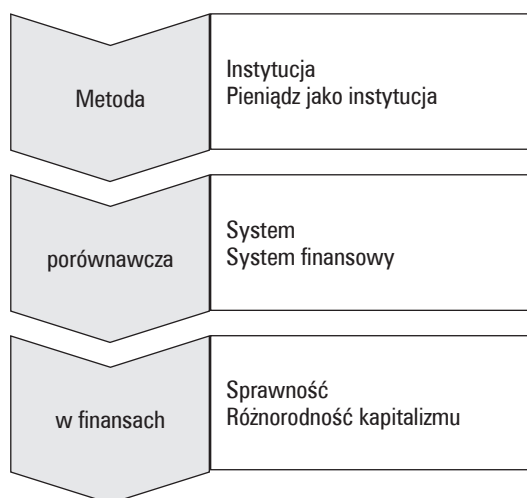 Metoda
Instytucja
Pieniądz jako instytucja
porównawcza
System
System finansowy
w finansach
Sprawność
Różnorodność kapitalizmu